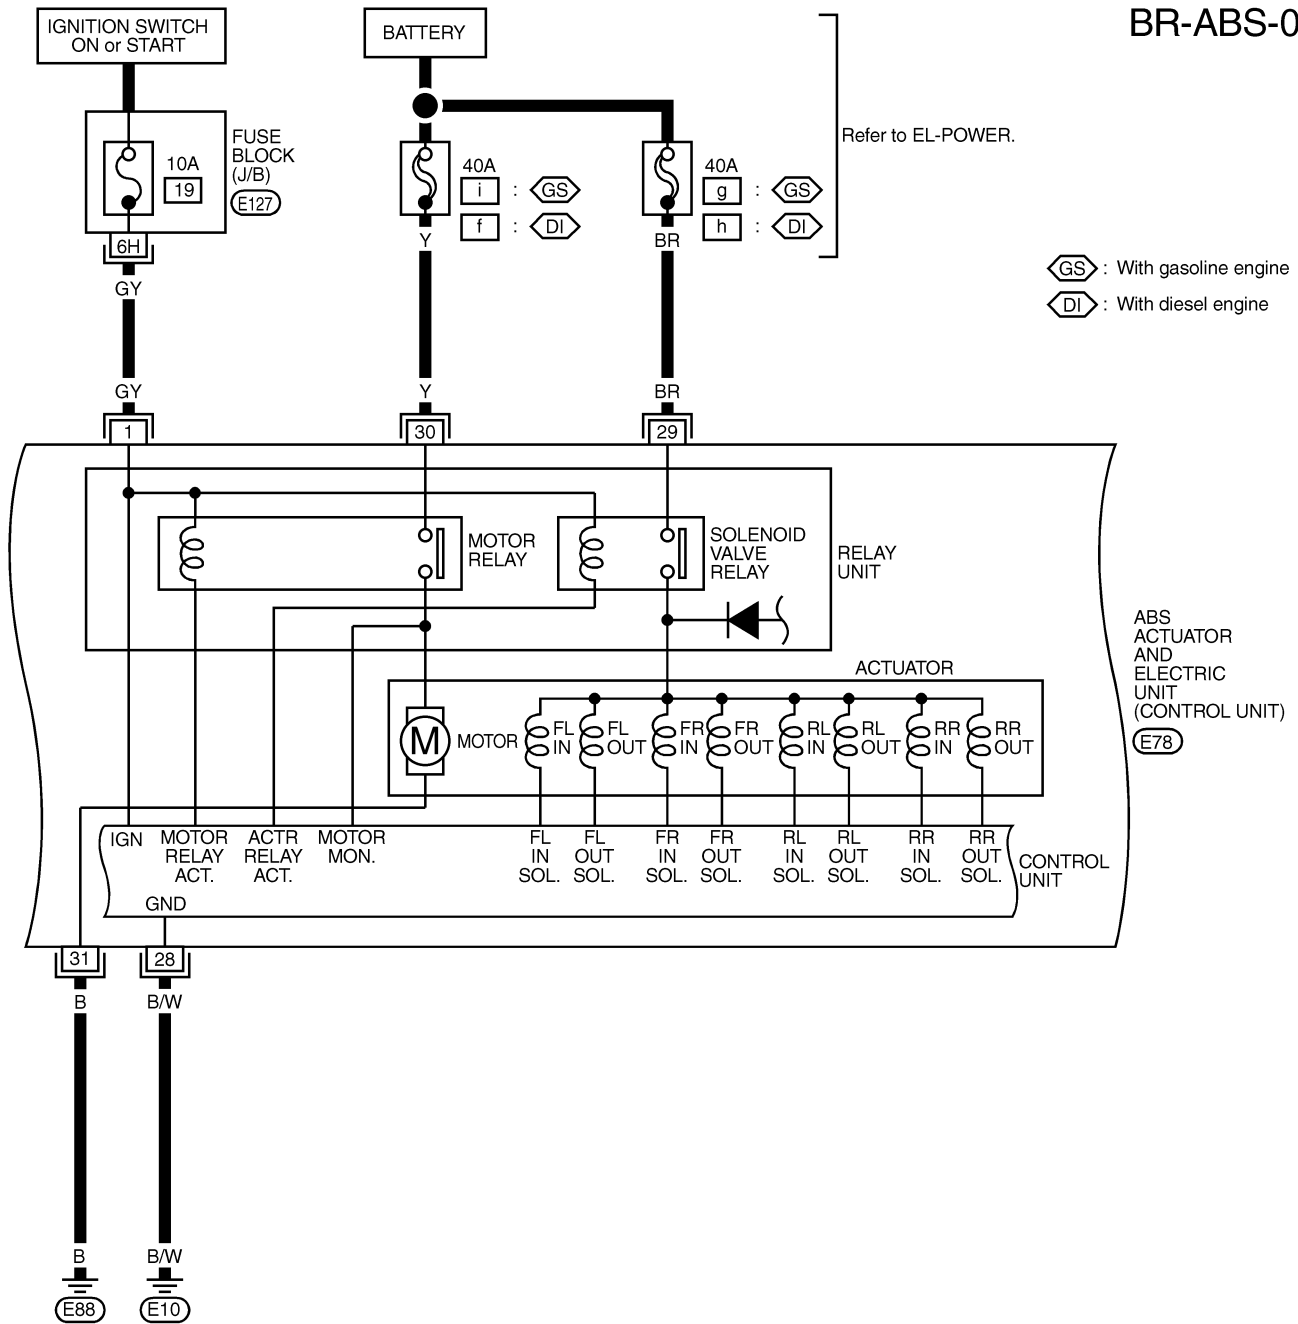 BR-ABS-0
IGNITION SWITCH
ON or START
BATTERY
Refer to EL-POWER.
FUSE
BLOCK
(J/B)
E127
10A
19
40A
i : GS
f : DI
40A
g : GS
h : DI
6H
GY
Y
BR
GS : With gasoline engine
DI : With diesel engine
GY
Y
BR
1
30
29
MOTOR
RELAY
SOLENOID
VALVE
RELAY
RELAY
UNIT
ABS
ACTUATOR
AND
ELECTRIC
UNIT
(CONTROL UNIT)
E78
ACTUATOR
M
MOTOR
FL
IN
FL
OUT
FR
IN
FR
OUT
RL
IN
RL
OUT
RR
IN
RR
OUT
IGN
MOTOR
RELAY
ACT.
ACTR
RELAY
ACT.
MOTOR
MON.
FL
IN
SOL.
FL
OUT
SOL.
FR
IN
SOL.
FR
OUT
SOL.
RL
IN
SOL.
RL
OUT
SOL.
RR
IN
SOL.
RR
OUT
SOL.
CONTROL
UNIT
GND
31
28
B
B/W
B
B/W
E88
E10